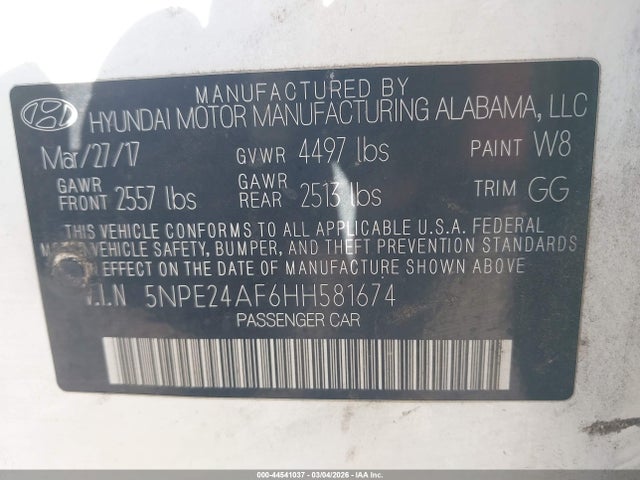 MANUFACTURED BY
HYUNDAI MOTOR MANUFACTURING ALABAMA, LLC
Mar/27/17 GVWR 4497 lbs PAINT W8
GAWR FRONT 2557 lbs GAWR REAR 2513 lbs TRIM GG
THIS VEHICLE CONFORMS TO ALL APPLICABLE U.S.A. FEDERAL
MOTOR VEHICLE SAFETY, BUMPER, AND THEFT PREVENTION STANDARDS
IN EFFECT ON THE DATE OF MANUFACTURE SHOWN ABOVE
V.I.N 5NPE24AF6HH581674
PASSENGER CAR
000-44541037 - 03/04/2026 - IAA, Inc.